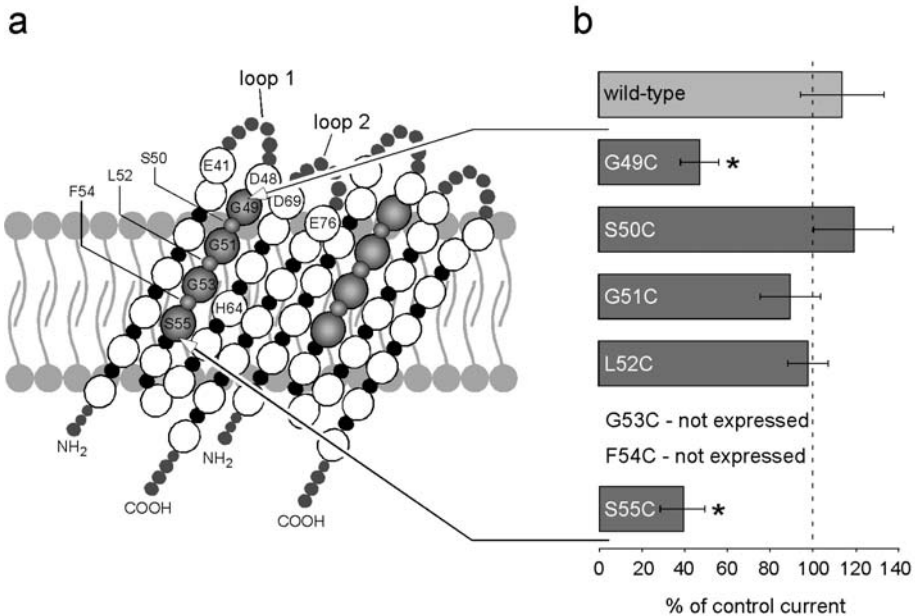 a
loop 1
loop 2
S50
L52
F54
E41
D48
G49
D69
G51
E76
G53
H64
S55
NH2
NH2
COOH
COOH
b
wild-type
G49C *
S50C
G51C
L52C
G53C - not expressed
F54C - not expressed
S55C *
0 20 40 60 80 100 120 140
% of control current